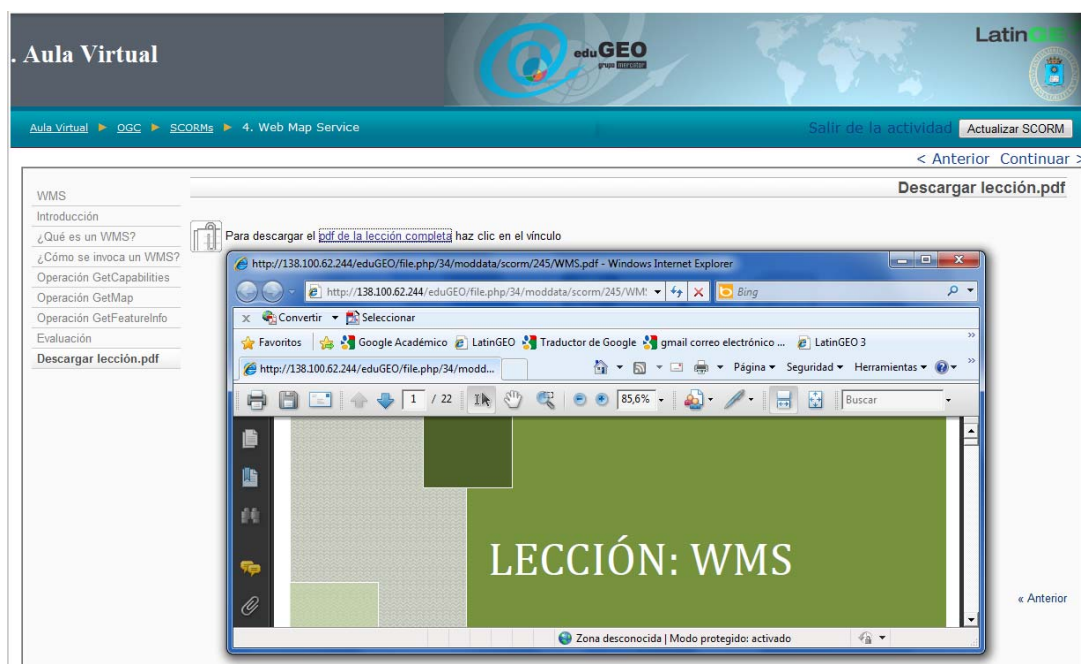 . Aula Virtual
eduGEO
grupo mercator
Latin
Aula Virtual ► OGC ► SCORMs ► 4. Web Map Service
Salir de la actividad Actualizar SCORM
< Anterior Continuar >
Descargar lección.pdf
WMS
Introducción
¿Qué es un WMS?
¿Cómo se invoca un WMS?
Operación GetCapabilities
Operación GetMap
Operación GetFeatureInfo
Evaluación
Descargar lección.pdf
Para descargar el pdf de la lección completa haz clic en el vínculo
http://138.100.62.244/eduGEO/file.php/34/moddata/scorm/245/WMS.pdf - Windows Internet Explorer
http://138.100.62.244/eduGEO/file.php/34/moddata/scorm/245/WM: Bing
x Convertir Seleccionar
Favoritos Google Académico LatinGEO Traductor de Google gmail correo electrónico ... LatinGEO 3 »
http://138.100.62.244/eduGEO/file.php/34/modd... Página Seguridad Herramientas »
1 / 22 85,6% Buscar
LECCIÓN: WMS
« Anterior
Zona desconocida | Modo protegido: activado